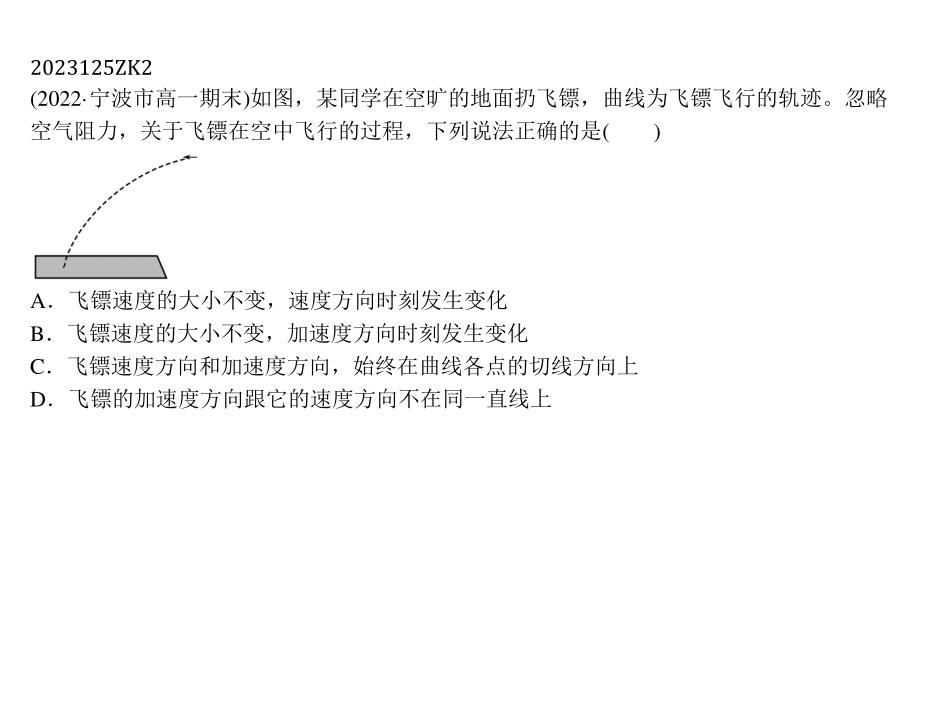 2023125ZK2
(2022·宁波市高一期末)如图，某同学在空旷的地面扔飞镖，曲线为飞镖飞行的轨迹。忽略
空气阻力，关于飞镖在空中飞行的过程，下列说法正确的是(　　)
A．飞镖速度的大小不变，速度方向时刻发生变化
B．飞镖速度的大小不变，加速度方向时刻发生变化
C．飞镖速度方向和加速度方向，始终在曲线各点的切线方向上
D．飞镖的加速度方向跟它的速度方向不在同一直线上